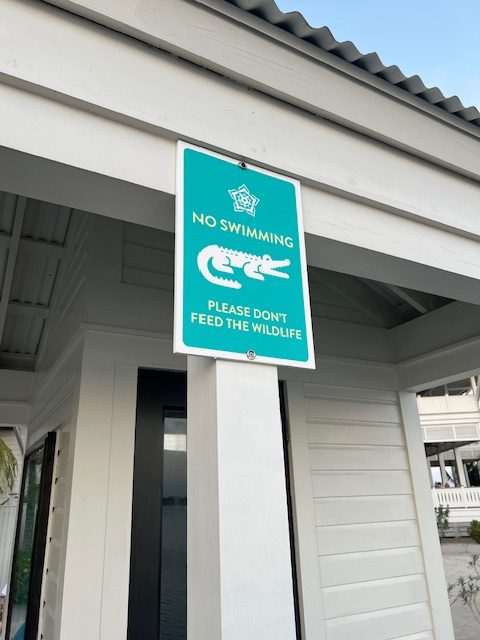 NO SWIMMING
PLEASE DON'T
FEED THE WILDLIFE